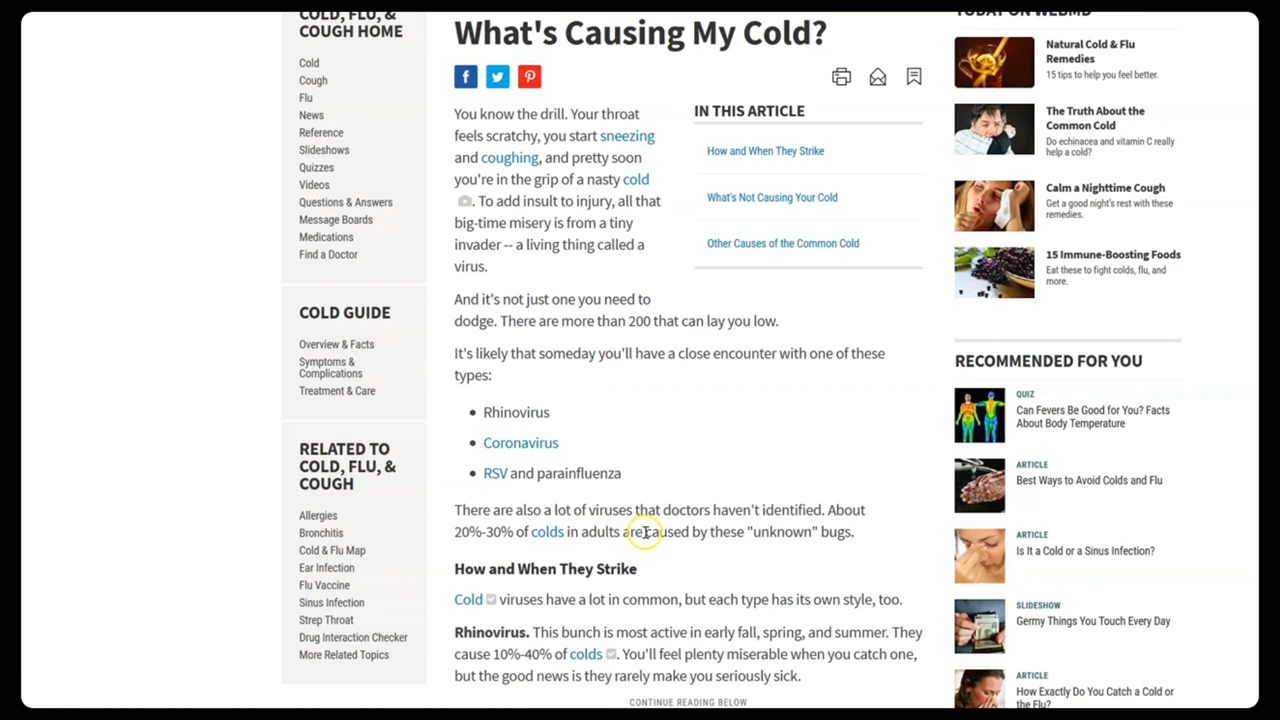 COLD, FLU, &
COUGH HOME
Cold
Cough
Flu
News
Reference
Slideshows
Quizzes
Videos
Questions & Answers
Message Boards
Medications
Find a Doctor
COLD GUIDE
Overview & Facts
Symptoms &
Complications
Treatment & Care
RELATED TO
COLD, FLU, &
COUGH
Allergies
Bronchitis
Cold & Flu Map
Ear Infection
Flu Vaccine
Sinus Infection
Strep Throat
Drug Interaction Checker
More Related Topics
What's Causing My Cold?
You know the drill. Your throat
feels scratchy, you start sneezing
and coughing, and pretty soon
you're in the grip of a nasty cold
. To add insult to injury, all that
big-time misery is from a tiny
invader -- a living thing called a
virus.
IN THIS ARTICLE
How and When They Strike
What's Not Causing Your Cold
Other Causes of the Common Cold
And it's not just one you need to
dodge. There are more than 200 that can lay you low.
It's likely that someday you'll have a close encounter with one of these
types:
• Rhinovirus
• Coronavirus
• RSV and parainfluenza
There are also a lot of viruses that doctors haven't identified. About
20%-30% of colds in adults are caused by these "unknown" bugs.
How and When They Strike
Cold viruses have a lot in common, but each type has its own style, too.
Rhinovirus. This bunch is most active in early fall, spring, and summer. They
cause 10%-40% of colds . You'll feel plenty miserable when you catch one,
but the good news is they rarely make you seriously sick.
CONTINUE READING BELOW
TODAY ON WEBMD
Natural Cold & Flu
Remedies
15 tips to help you feel better.
The Truth About the
Common Cold
Do echinacea and vitamin C really
help a cold?
Calm a Nighttime Cough
Get a good night's rest with these
remedies.
15 Immune-Boosting Foods
Eat these to fight colds, flu, and
more.
RECOMMENDED FOR YOU
QUIZ
Can Fevers Be Good for You? Facts
About Body Temperature
ARTICLE
Best Ways to Avoid Colds and Flu
ARTICLE
Is It a Cold or a Sinus Infection?
SLIDESHOW
Germy Things You Touch Every Day
ARTICLE
How Exactly Do You Catch a Cold or
the Flu?